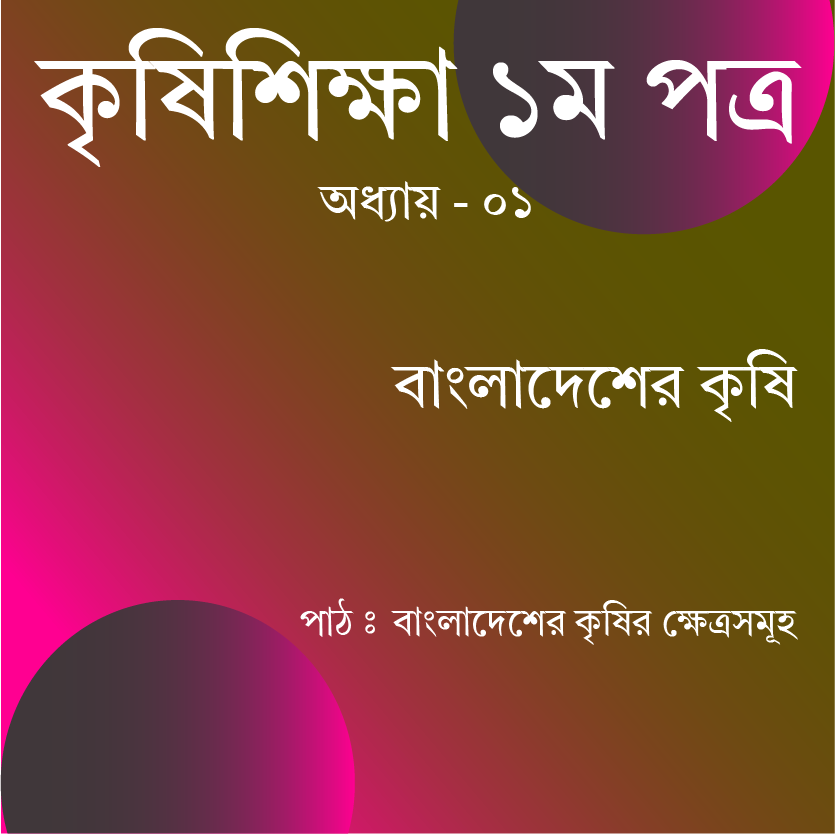 কৃষিশিক্ষা ১ম পত্র
অধ্যায় - ০১
বাংলাদেশের কৃষি
পাঠ ঃ বাংলাদেশের কৃষির ক্ষেত্রসমূহ